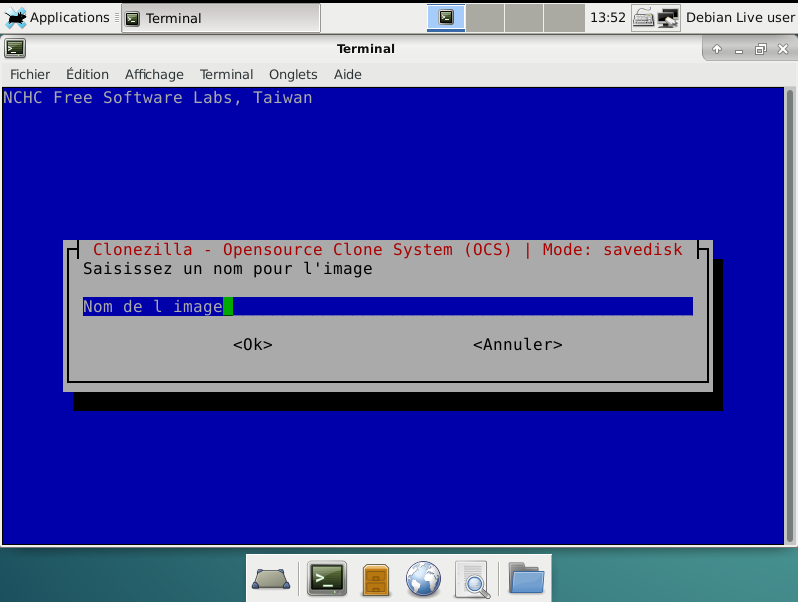 Applications
Terminal
13:52
Debian Live user
Terminal
Fichier Édition Affichage Terminal Onglets Aide
NCHC Free Software Labs, Taiwan
Clonezilla - Opensource Clone System (OCS) | Mode: savedisk
Saisissez un nom pour l'image
Nom de l image
<Ok> <Annuler>